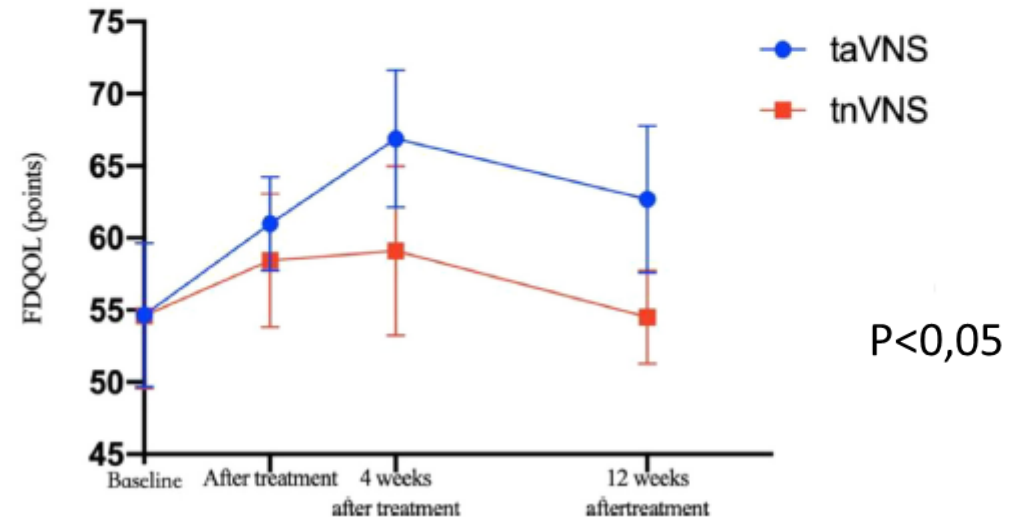 75
70
65
60
55
50
45
FDQOL (points)
Baseline
After treatment
4 weeks
after treatment
12 weeks
aftertreatment
taVNS
tnVNS
P<0,05